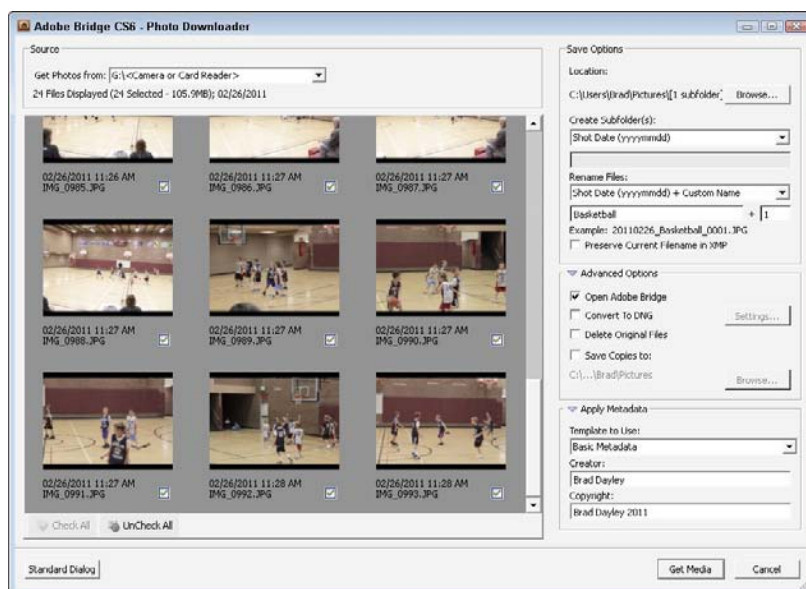 Adobe Bridge CS6 - Photo Downloader
Source
Get Photos from: G:\<Camera or Card Reader>
24 Files Displayed (24 Selected - 105.9MB); 02/26/2011
02/26/2011 11:26 AM
IMG_0985.JPG
02/26/2011 11:27 AM
IMG_0986.JPG
02/26/2011 11:27 AM
IMG_0987.JPG
02/26/2011 11:27 AM
IMG_0988.JPG
02/26/2011 11:27 AM
IMG_0989.JPG
02/26/2011 11:27 AM
IMG_0990.JPG
02/26/2011 11:27 AM
IMG_0991.JPG
02/26/2011 11:28 AM
IMG_0992.JPG
02/26/2011 11:28 AM
IMG_0993.JPG
Check All
UnCheck All
Standard Dialog
Save Options
Location:
C:\Users\Brad\Pictures\[1 subfolder]
Browse...
Create Subfolder(s):
Shot Date (yyyymmdd)
Rename Files:
Shot Date (yyyymmdd) + Custom Name
Basketball + 1
Example: 20110226_Basketball_0001.JPG
Preserve Current Filename in XMP
Advanced Options
Open Adobe Bridge
Convert To DNG
Settings...
Delete Original Files
Save Copies to:
C:\...\Brad\Pictures
Browse...
Apply Metadata
Template to Use:
Basic Metadata
Creator:
Brad Dayley
Copyright:
Brad Dayley 2011
Get Media
Cancel